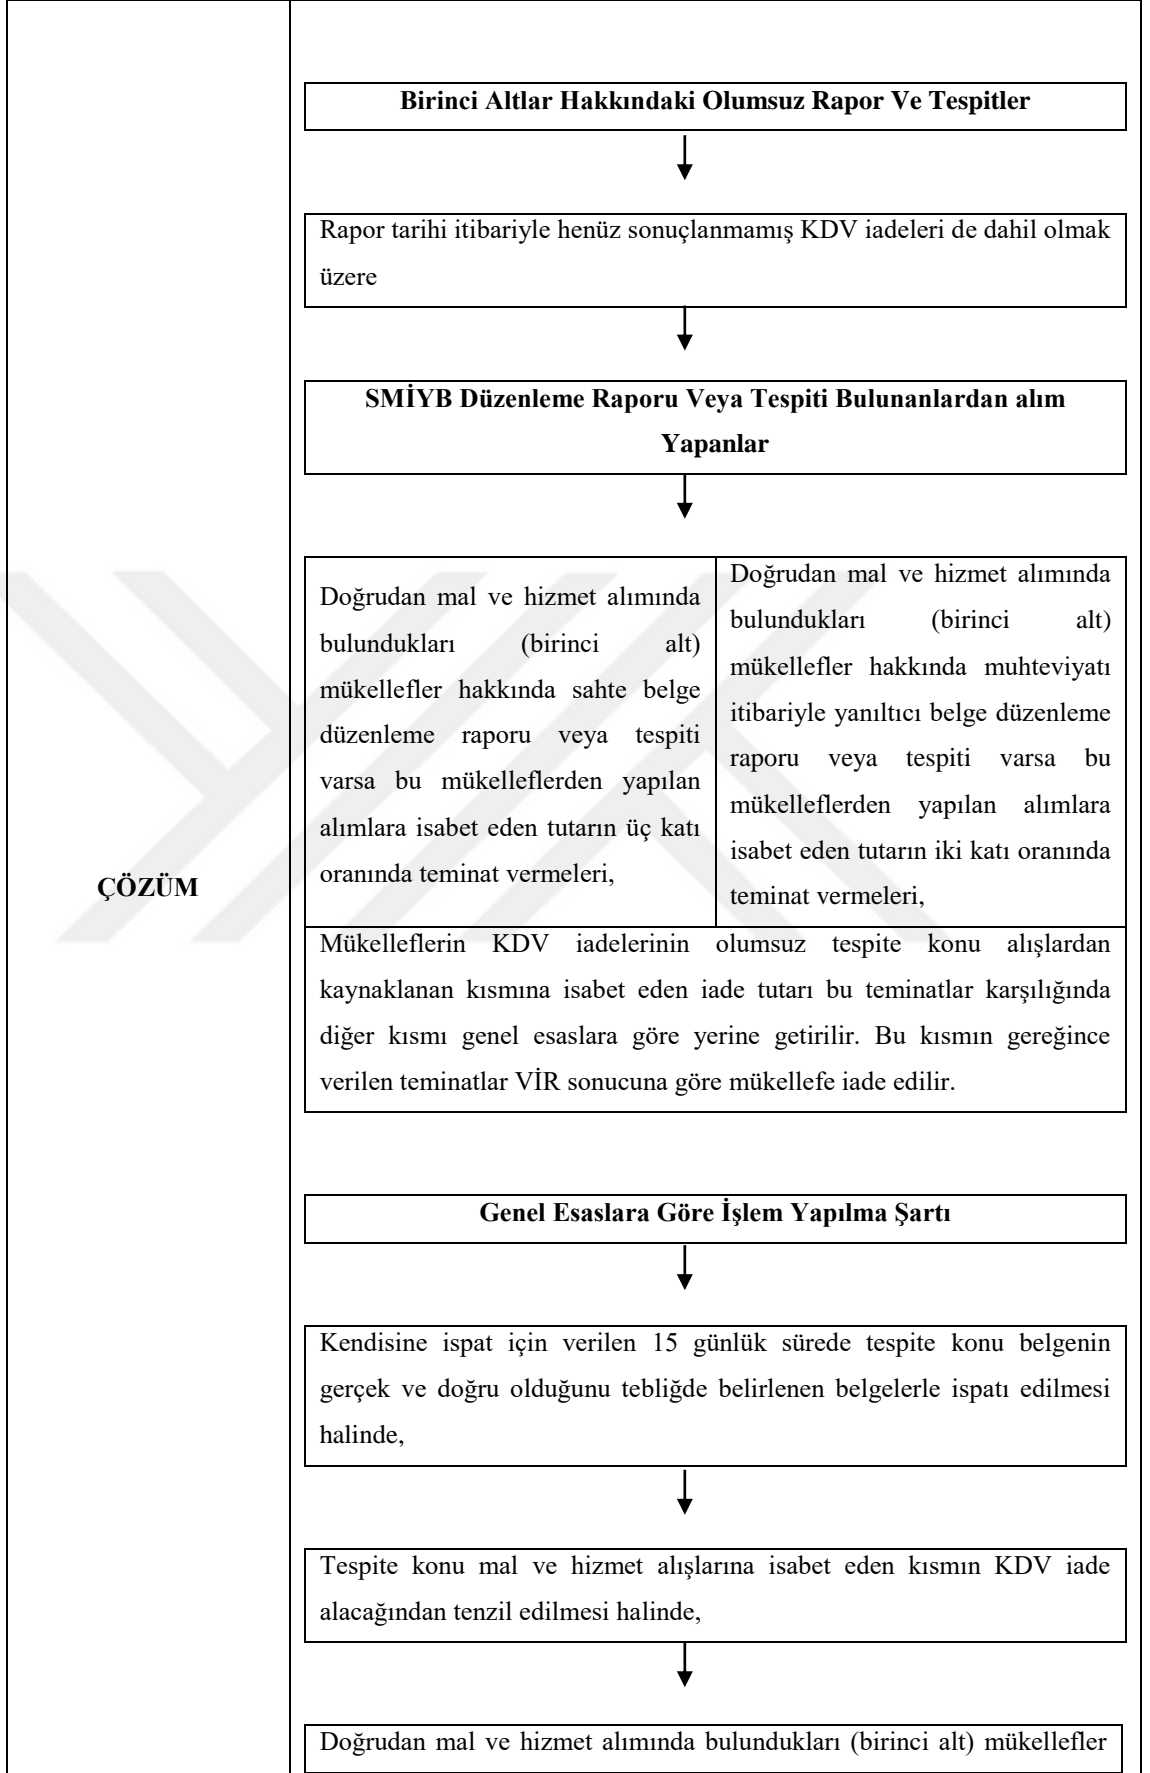 Birinci Altlar Hakkındaki Olumsuz Rapor Ve Tespitler
Rapor tarihi itibariyle henüz sonuçlanmamış KDV iadeleri de dahil olmak
üzere
SMİYB Düzenleme Raporu Veya Tespiti Bulunanlardan alım
Yapanlar
Doğrudan mal ve hizmet alımında
bulundukları (birinci alt)
mükellefler hakkında sahte belge
düzenleme raporu veya tespiti
varsa bu mükelleflerden yapılan
alımlara isabet eden tutarın üç katı
oranında teminat vermeleri,
Doğrudan mal ve hizmet alımında
bulundukları (birinci alt)
mükellefler hakkında muhteviyatı
itibariyle yanıltıcı belge düzenleme
raporu veya tespiti varsa bu
mükelleflerden yapılan alımlara
isabet eden tutarın iki katı oranında
teminat vermeleri,
ÇÖZÜM
Mükelleflerin KDV iadelerinin olumsuz tespite konu alışlardan
kaynaklanan kısmına isabet eden iade tutarı bu teminatlar karşılığında
diğer kısmı genel esaslara göre yerine getirilir. Bu kısmın gereğince
verilen teminatlar VİR sonucuna göre mükellefe iade edilir.
Genel Esaslara Göre İşlem Yapılma Şartı
Kendisine ispat için verilen 15 günlük sürede tespite konu belgenin
gerçek ve doğru olduğunu tebliğde belirlenen belgelerle ispatı edilmesi
halinde,
Tespite konu mal ve hizmet alışlarına isabet eden kısmın KDV iade
alacağından tenzil edilmesi halinde,
Doğrudan mal ve hizmet alımında bulundukları (birinci alt) mükellefler